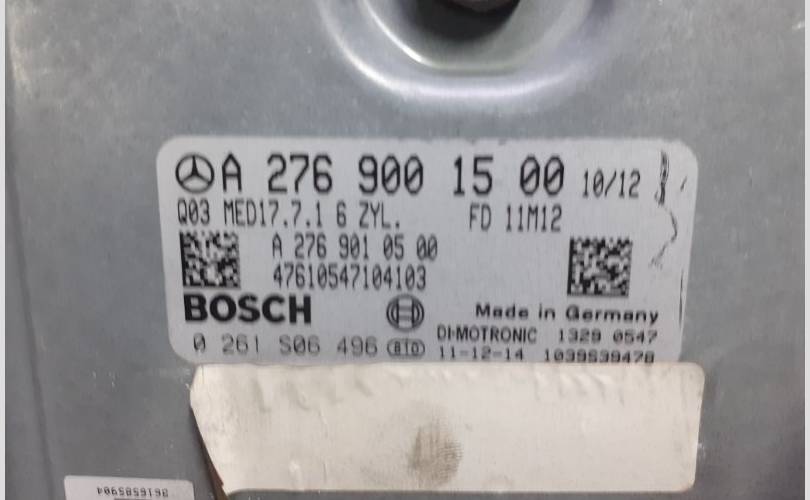 A 276 900 15 00 10/12
Q03 MED17.7.1 6 ZYL. FD 11M12
A 276 901 05 00
47610547104103
BOSCH Made in Germany
DI-MOTRONIC 1329 0547
0 261 S06 496 11-12-14 1039S39478